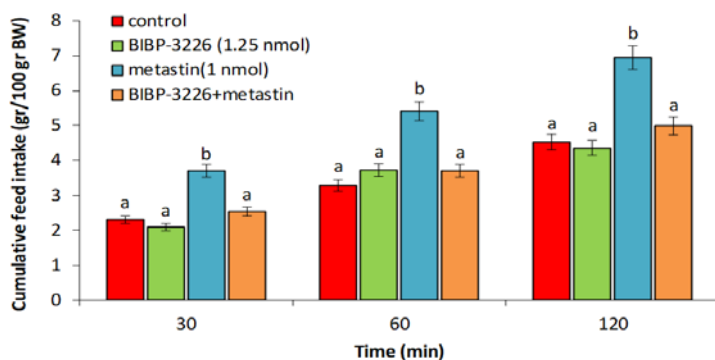 Cumulative feed intake (gr/100 gr BW)
8
7
6
5
4
3
2
1
0
control
BIBP-3226 (1.25 nmol)
metastin(1 nmol)
BIBP-3226+metastin
a
a
b
a
a
a
b
a
a
a
b
a
30
60
120
Time (min)